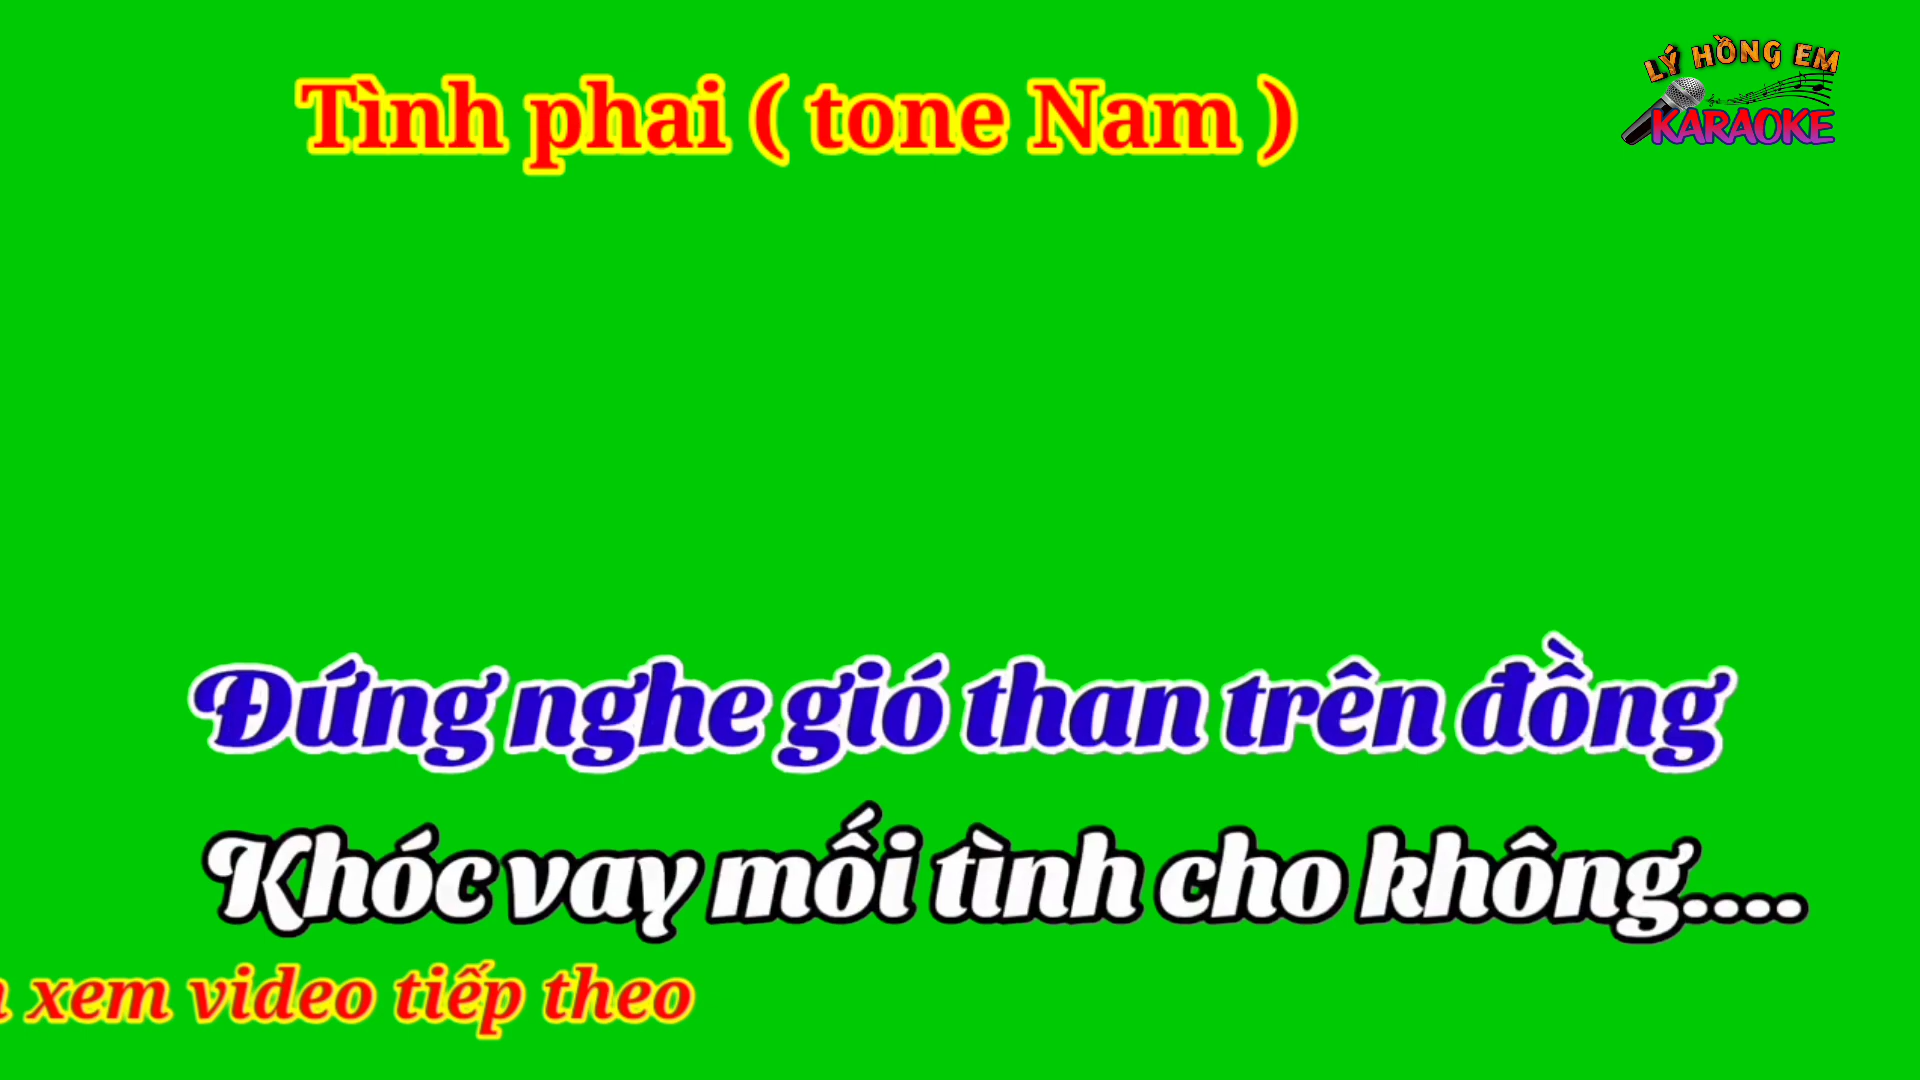 Tình phai ( tone Nam )
LÝ HỒNG EM
KARAOKE
Đứng nghe gió than trên đồng
Khóc vay mối tình cho không....
xem video tiếp theo